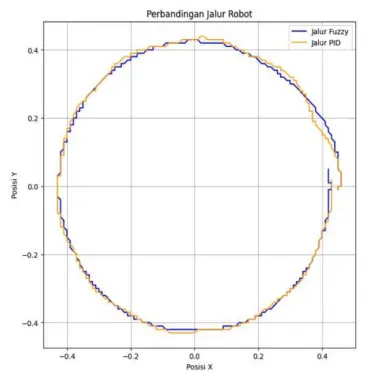 Perbandingan Jalur Robot
Jalur Fuzzy
Jalur PID
Posisi Y
0.4
0.2
0.0
−0.2
−0.4
−0.4
−0.2
0.0
0.2
0.4
Posisi X